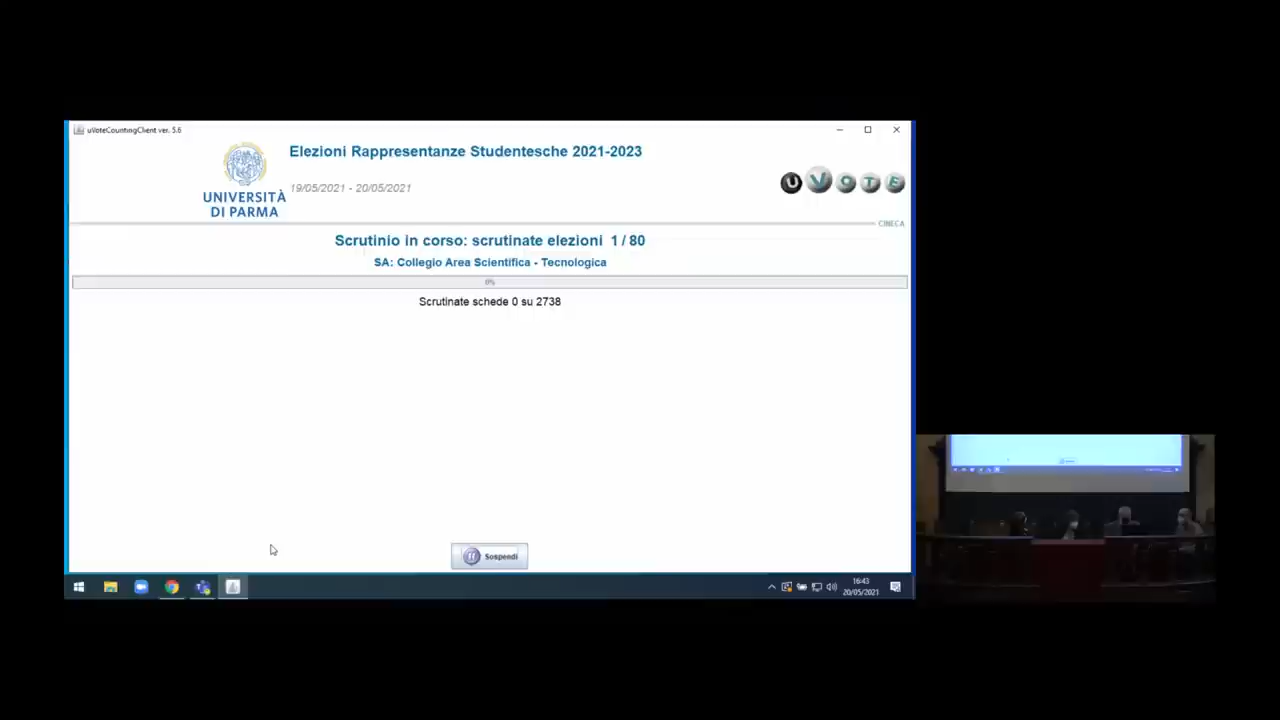 uVoteCountingClient ver. 5.6
Elezioni Rappresentanze Studentesche 2021-2023
19/05/2021 - 20/05/2021
UNIVERSITÀ
DI PARMA
U V O T E
CINECA
Scrutinio in corso: scrutinate elezioni 1 / 80
SA: Collegio Area Scientifica - Tecnologica
0%
Scrutinate schede 0 su 2738
Sospendi
16:43
20/05/2021